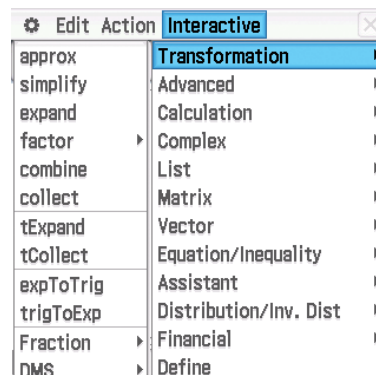 Edit Action Interactive
approx
simplify
expand
factor
combine
collect
tExpand
tCollect
expToTrig
trigToExp
Fraction
DMS
Transformation
Advanced
Calculation
Complex
List
Matrix
Vector
Equation/Inequality
Assistant
Distribution/Inv. Dist
Financial
Define